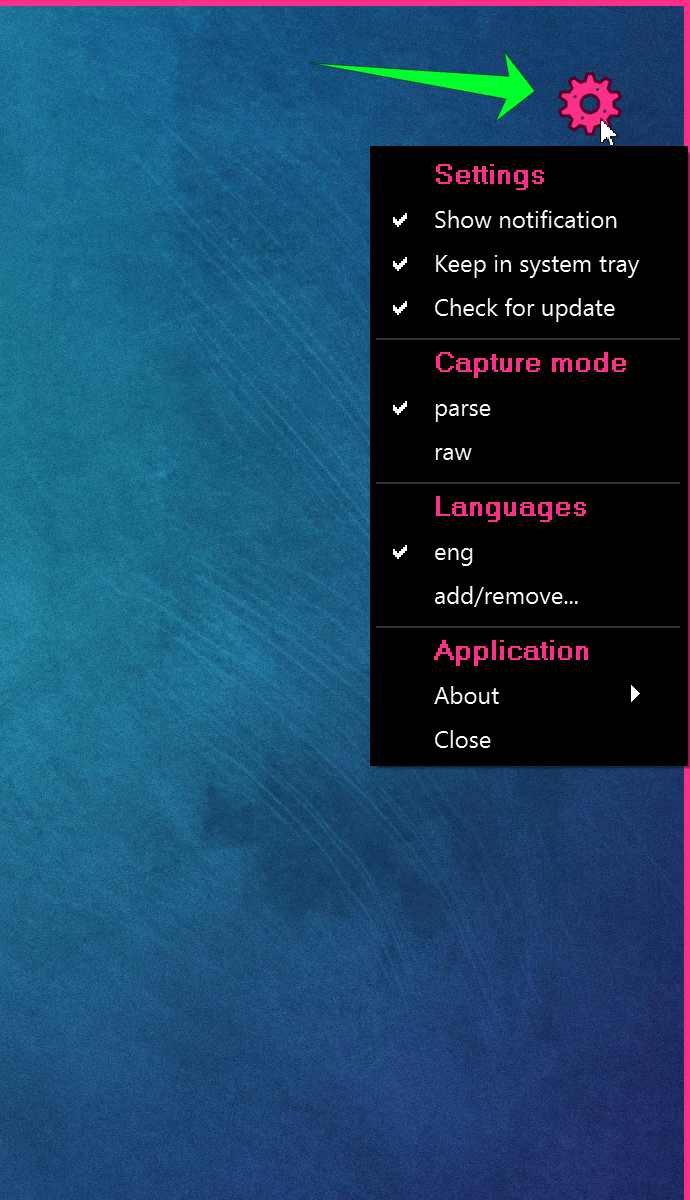 Settings
Show notification
Keep in system tray
Check for update
Capture mode
parse
raw
Languages
eng
add/remove...
Application
About
Close